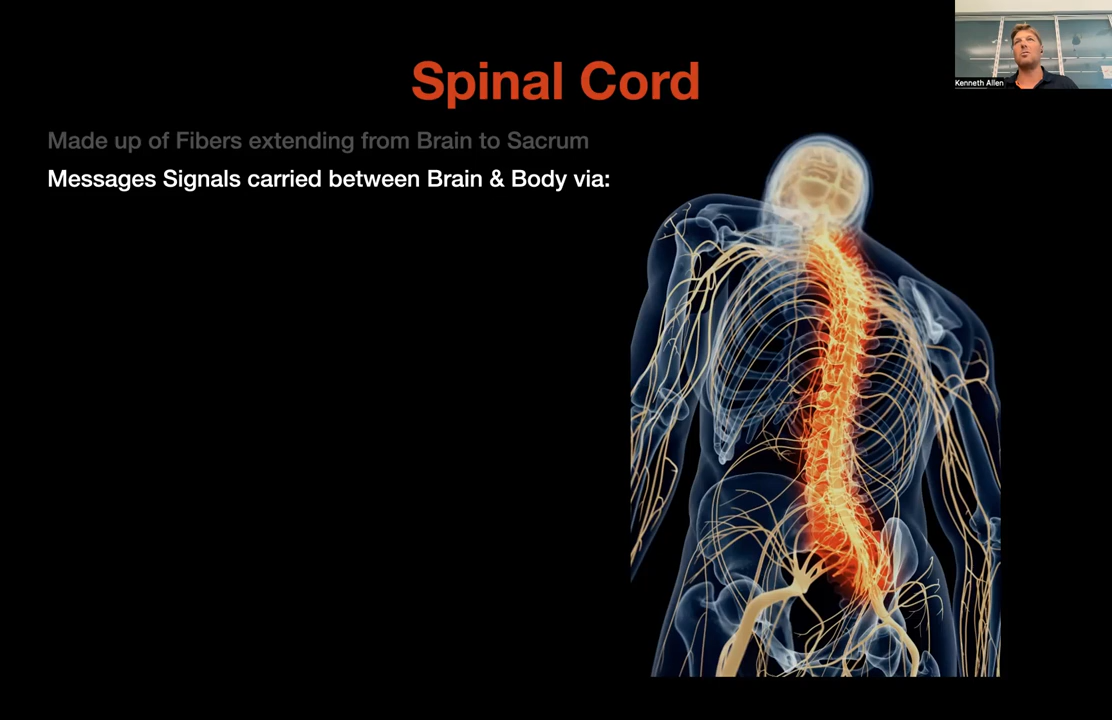 Spinal Cord
Kenneth Allen
Made up of Fibers extending from Brain to Sacrum
Messages Signals carried between Brain & Body via: